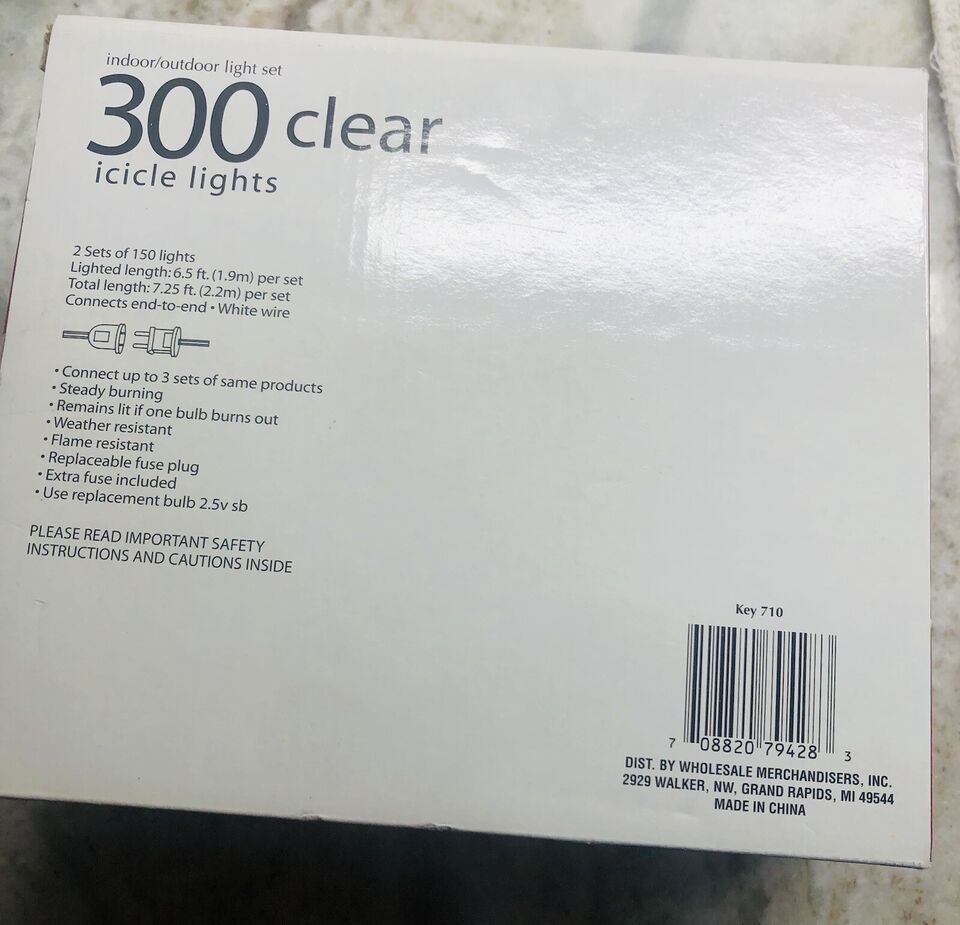 indoor/outdoor light set
300 clear
icicle lights
2 Sets of 150 lights
Lighted length: 6.5 ft. (1.9m) per set
Total length: 7.25 ft. (2.2m) per set
Connects end-to-end • White wire
• Connect up to 3 sets of same products
• Steady burning
• Remains lit if one bulb burns out
• Weather resistant
• Flame resistant
• Replaceable fuse plug
• Extra fuse included
• Use replacement bulb 2.5v sb
PLEASE READ IMPORTANT SAFETY
INSTRUCTIONS AND CAUTIONS INSIDE
Key 710
7 08820 79428 3
DIST. BY WHOLESALE MERCHANDISERS, INC.
2929 WALKER, NW, GRAND RAPIDS, MI 49544
MADE IN CHINA